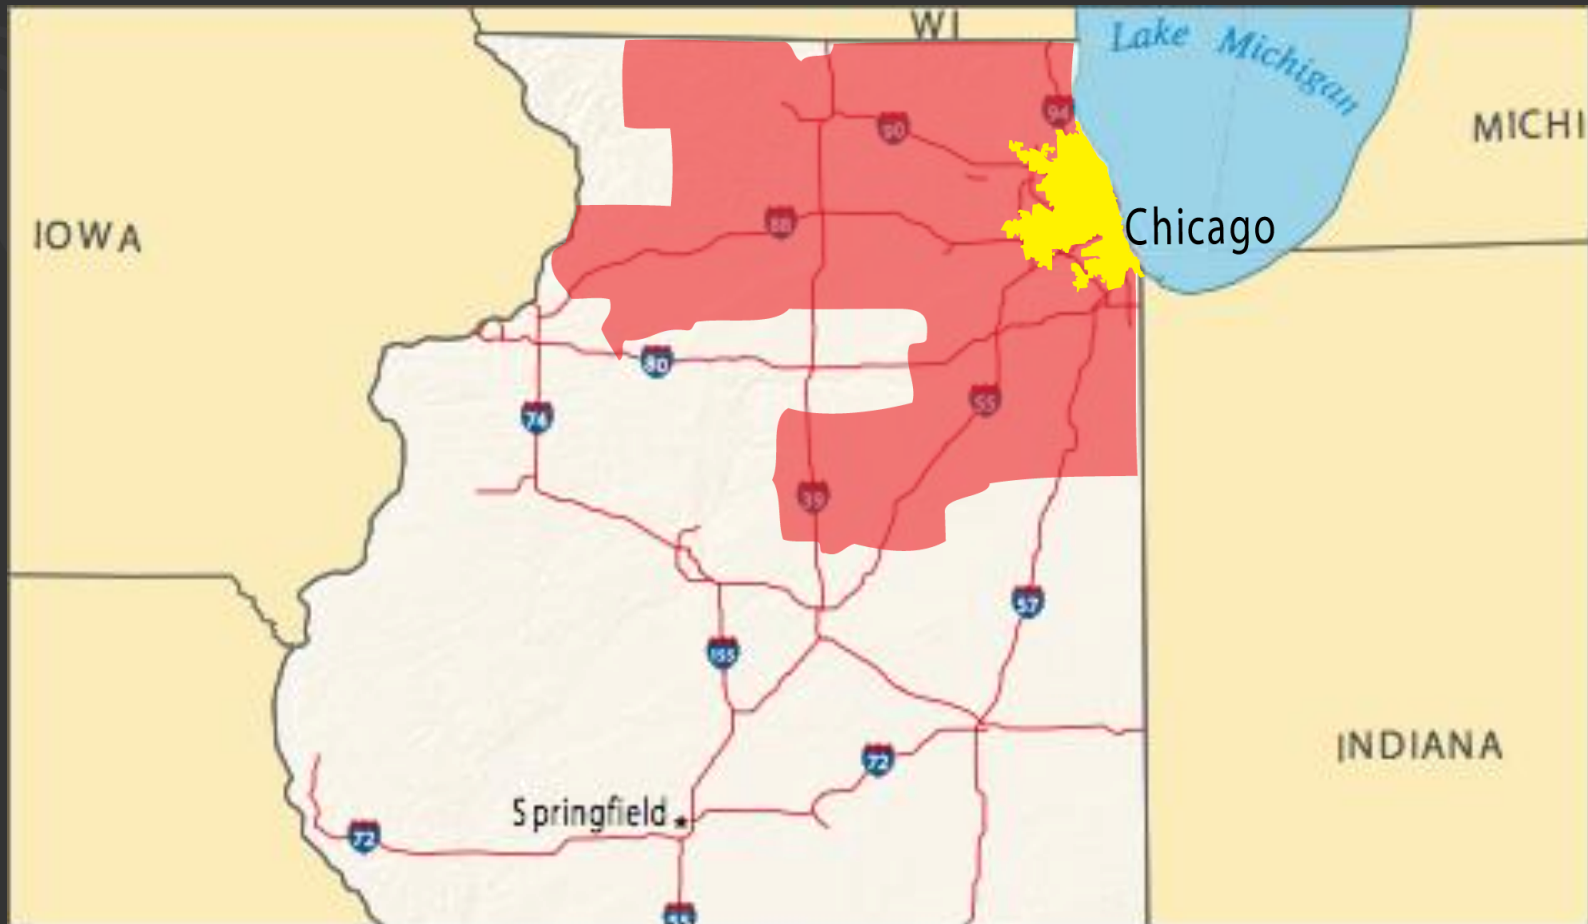 WI
Lake Michigan
94
90
MICHI
88
Chicago
IOWA
80
55
74
39
57
155
INDIANA
72
Springfield
72
55